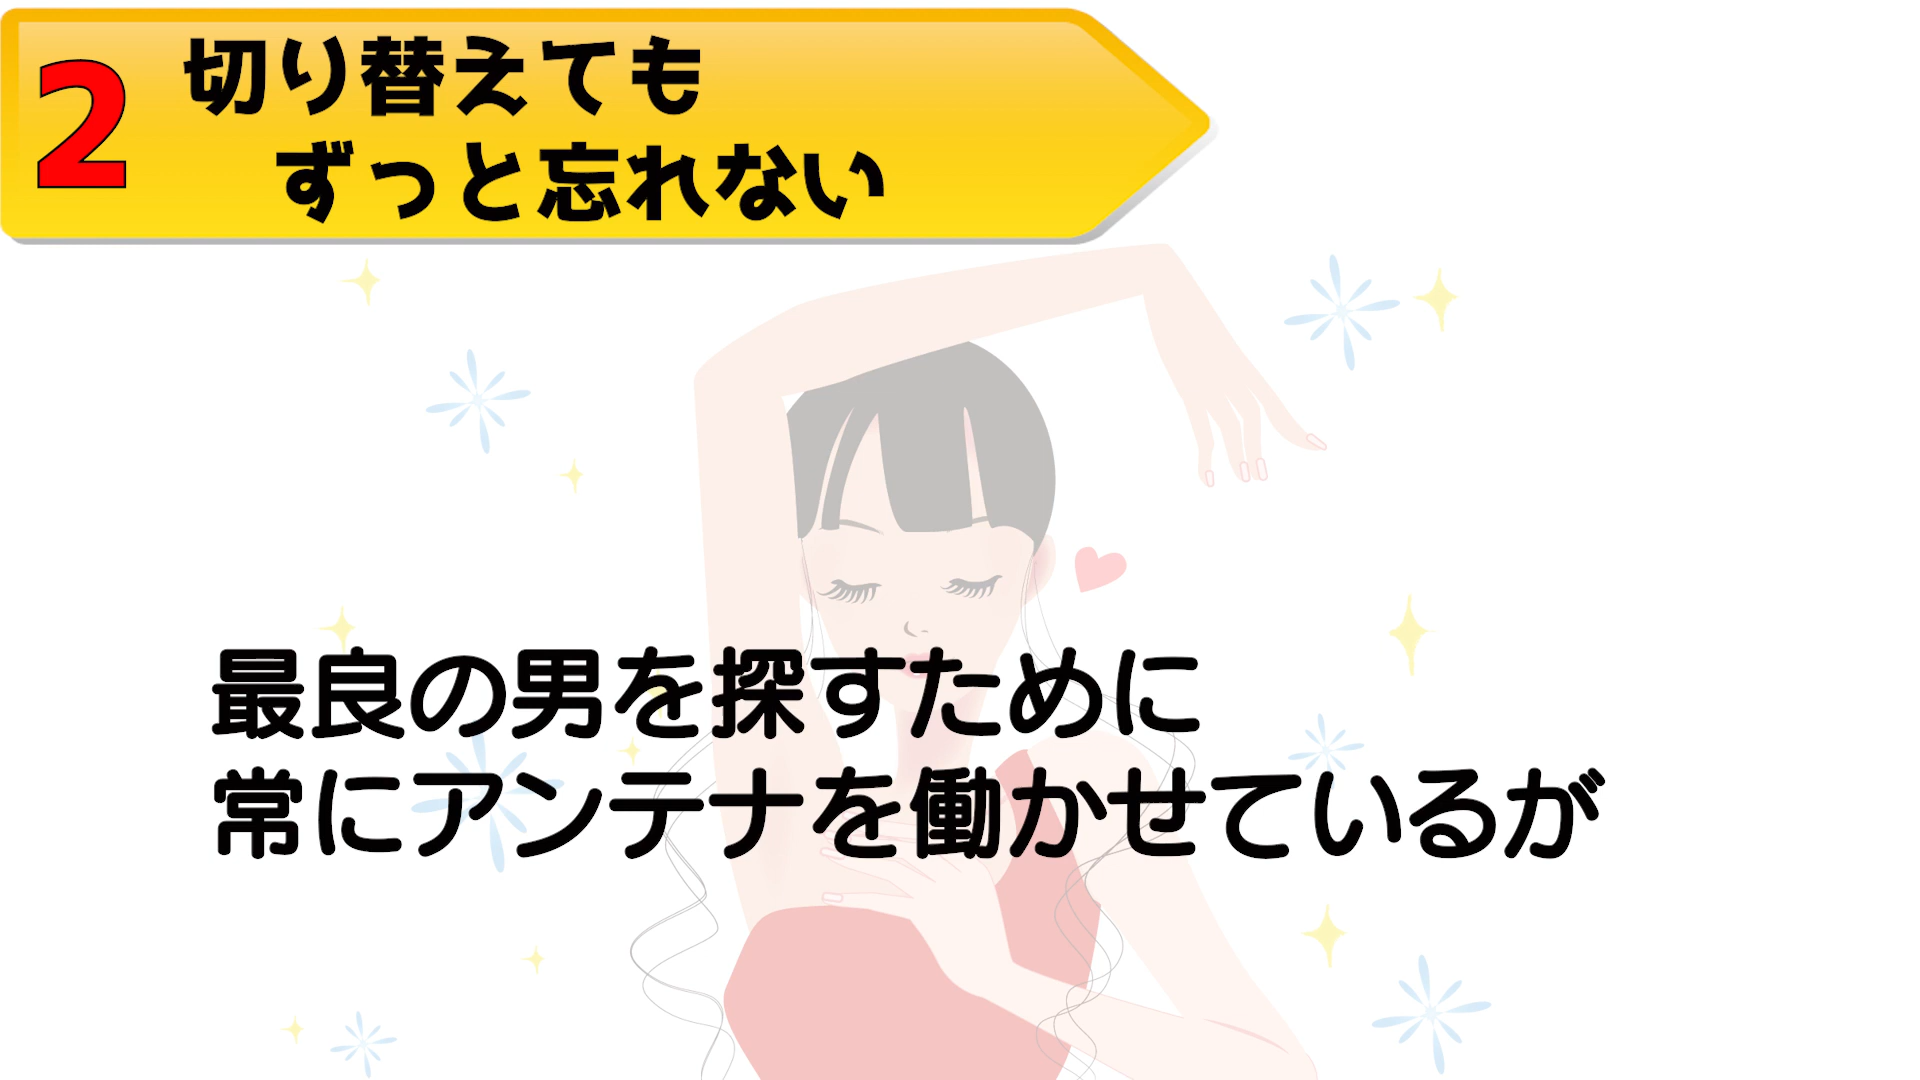 2
切り替えても
ずっと忘れない
最良の男を探すために
常にアンテナを働かせているが